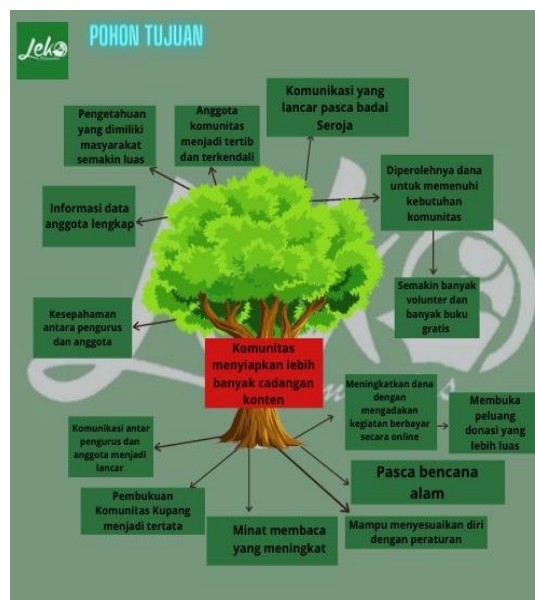 Leko
POHON TUJUAN
Komunikasi yang
lancar pasca badai
Seroja
Pengetahuan
yang dimiliki
masyarakat
semakin luas
Anggota
komunitas
menjadi tertib
dan terkendali
Diperolehnya dana
untuk memenuhi
kebutuhan
komunitas
Informasi data
anggota lengkap
Semakin banyak
volunter dan
banyak buku
gratis
Kesepahaman
antara pengurus
dan anggota
Komunitas
menyiapkan lebih
banyak cadangan
konten
Meningkatkan dana
dengan
mengadakan
kegiatan berbayar
secara online
Membuka
peluang
donasi yang
lebih luas
Komunikasi antar
pengurus dan
anggota menjadi
lancar
Pasca bencana
alam
Pembukuan
Komunitas Kupang
menjadi tertata
Minat membaca
yang meningkat
Mampu menyesuaikan diri
dengan peraturan